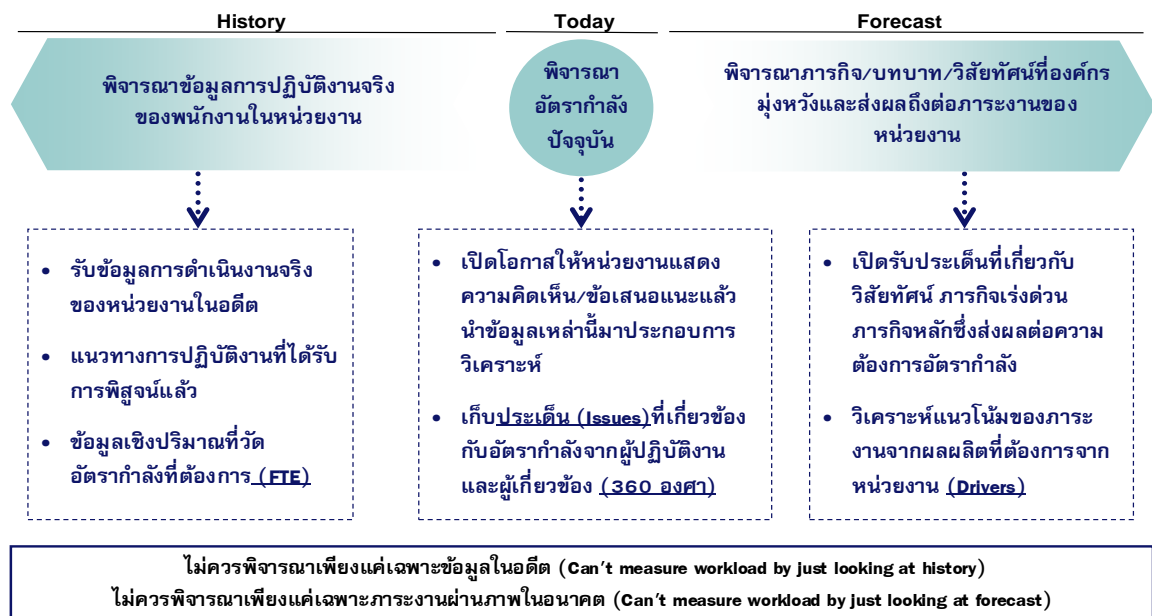 History
Today
Forecast
พิจารณาข้อมูลการปฏิบัติงานจริง
ของพนักงานในหน่วยงาน
พิจารณา
อัตรากำลัง
ปัจจุบัน
พิจารณาภารกิจ/บทบาท/วิสัยทัศน์ที่องค์กร
มุ่งหวังและส่งผลถึงต่อภาระงานของ
หน่วยงาน
• รับข้อมูลการดำเนินงานจริง
ของหน่วยงานในอดีต
• แนวทางการปฏิบัติงานที่ได้รับ
การพิสูจน์แล้ว
• ข้อมูลเชิงปริมาณที่วัด
อัตรากำลังที่ต้องการ (FTE)
• เปิดโอกาสให้หน่วยงานแสดง
ความคิดเห็น/ข้อเสนอแนะแล้ว
นำข้อมูลเหล่านี้มาประกอบการ
วิเคราะห์
• เก็บประเด็น (Issues)ที่เกี่ยวข้อง
กับอัตรากำลังจากผู้ปฏิบัติงาน
และผู้เกี่ยวข้อง (360 องศา)
• เปิดรับประเด็นที่เกี่ยวกับ
วิสัยทัศน์ ภารกิจเร่งด่วน
ภารกิจหลักซึ่งส่งผลต่อความ
ต้องการอัตรากำลัง
• วิเคราะห์แนวโน้มของภาระ
งานจากผลผลิตที่ต้องการจาก
หน่วยงาน (Drivers)
ไม่ควรพิจารณาเพียงแค่เฉพาะข้อมูลในอดีต (Can't measure workload by just looking at history)
ไม่ควรพิจารณาเพียงแค่เฉพาะภาระงานผ่านภาพในอนาคต (Can't measure workload by just looking at forecast)